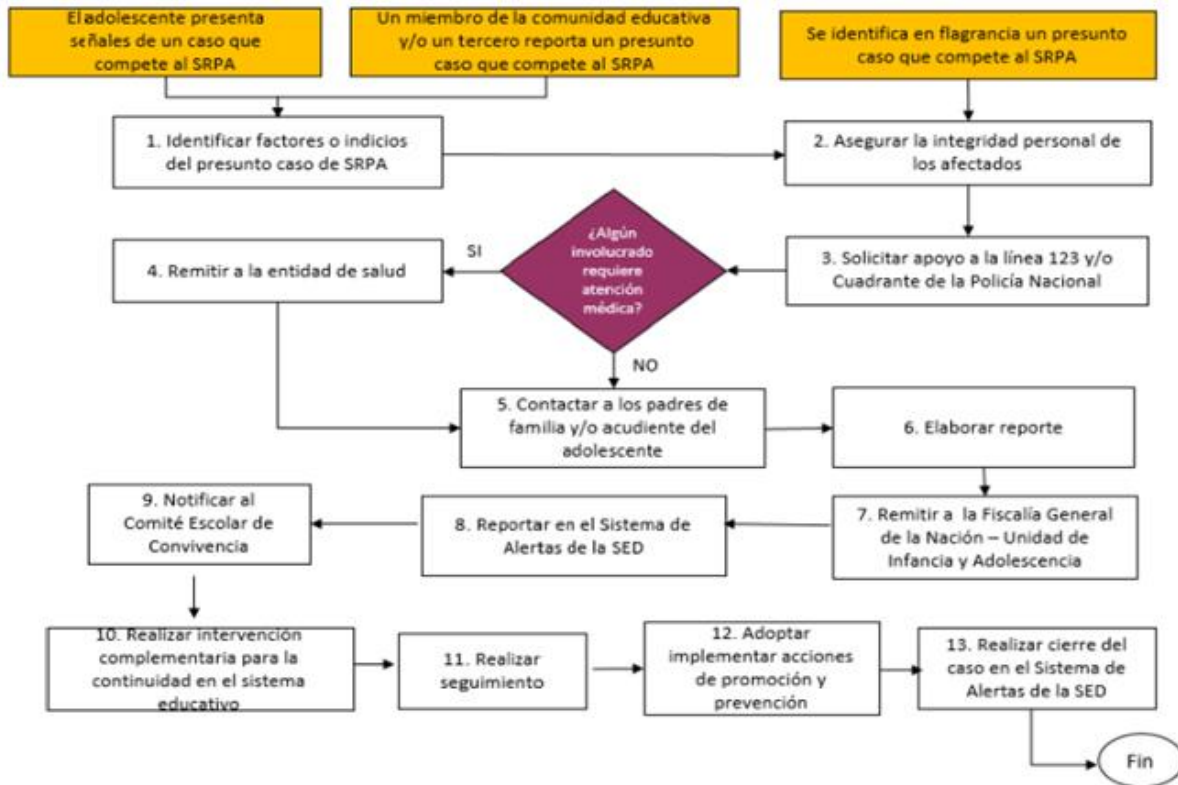 El adolescente presenta
señales de un caso que
compete al SRPA
Un miembro de la comunidad educativa
y/o un tercero reporta un presunto
caso que compete al SRPA
Se identifica en flagrancia un presunto
caso que compete al SRPA
1. Identificar factores o indicios
del presunto caso de SRPA
2. Asegurar la integridad personal de
los afectados
3. Solicitar apoyo a la línea 123 y/o
Cuadrante de la Policía Nacional
¿Algún
involucrado
requiere
atención
médica?
SI
4. Remitir a la entidad de salud
NO
5. Contactar a los padres de
familia y/o acudiente del
adolescente
6. Elaborar reporte
7. Remitir a la Fiscalía General
de la Nación – Unidad de
Infancia y Adolescencia
8. Reportar en el Sistema de
Alertas de la SED
9. Notificar al
Comité Escolar de
Convivencia
10. Realizar intervención
complementaria para la
continuidad en el sistema
educativo
11. Realizar
seguimiento
12. Adoptar
implementar acciones
de promoción y
prevención
13. Realizar cierre del
caso en el Sistema de
Alertas de la SED
Fin